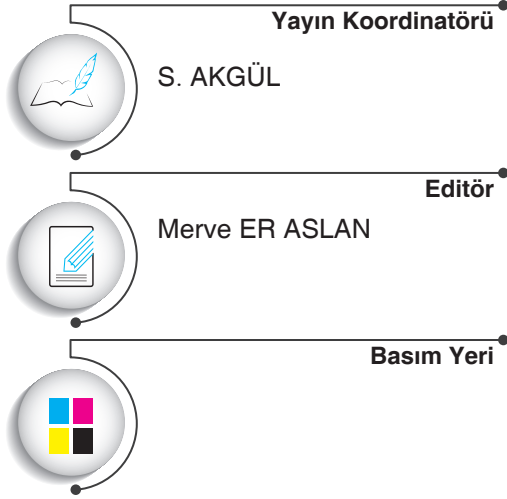 Yayın Koordinatörü
S. AKGÜL
Editör
Merve ER ASLAN
Basım Yeri